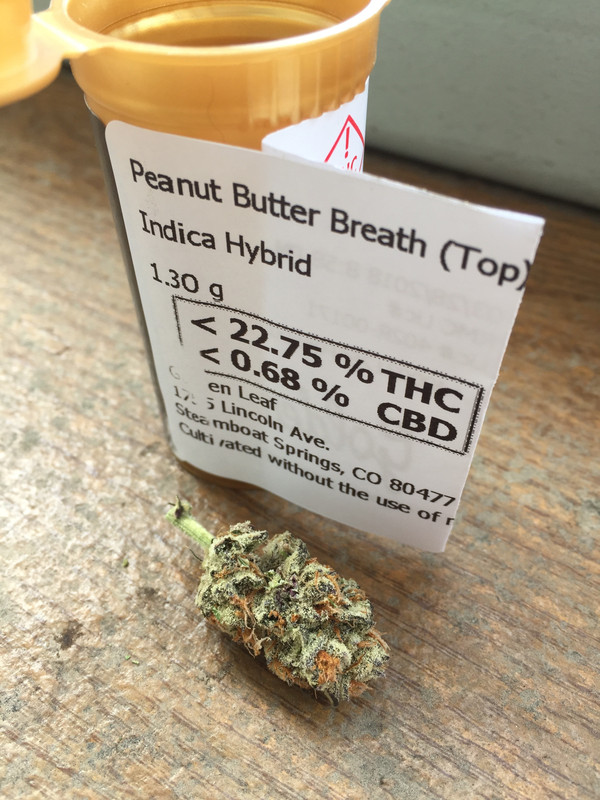 Peanut Butter Breath (Top)
Indica Hybrid
1.30 g
< 22.75 % THC
< 0.68 % CBD
en Leaf
Lincoln Ave.
Steamboat Springs, CO 80477
Cultivated without the use of